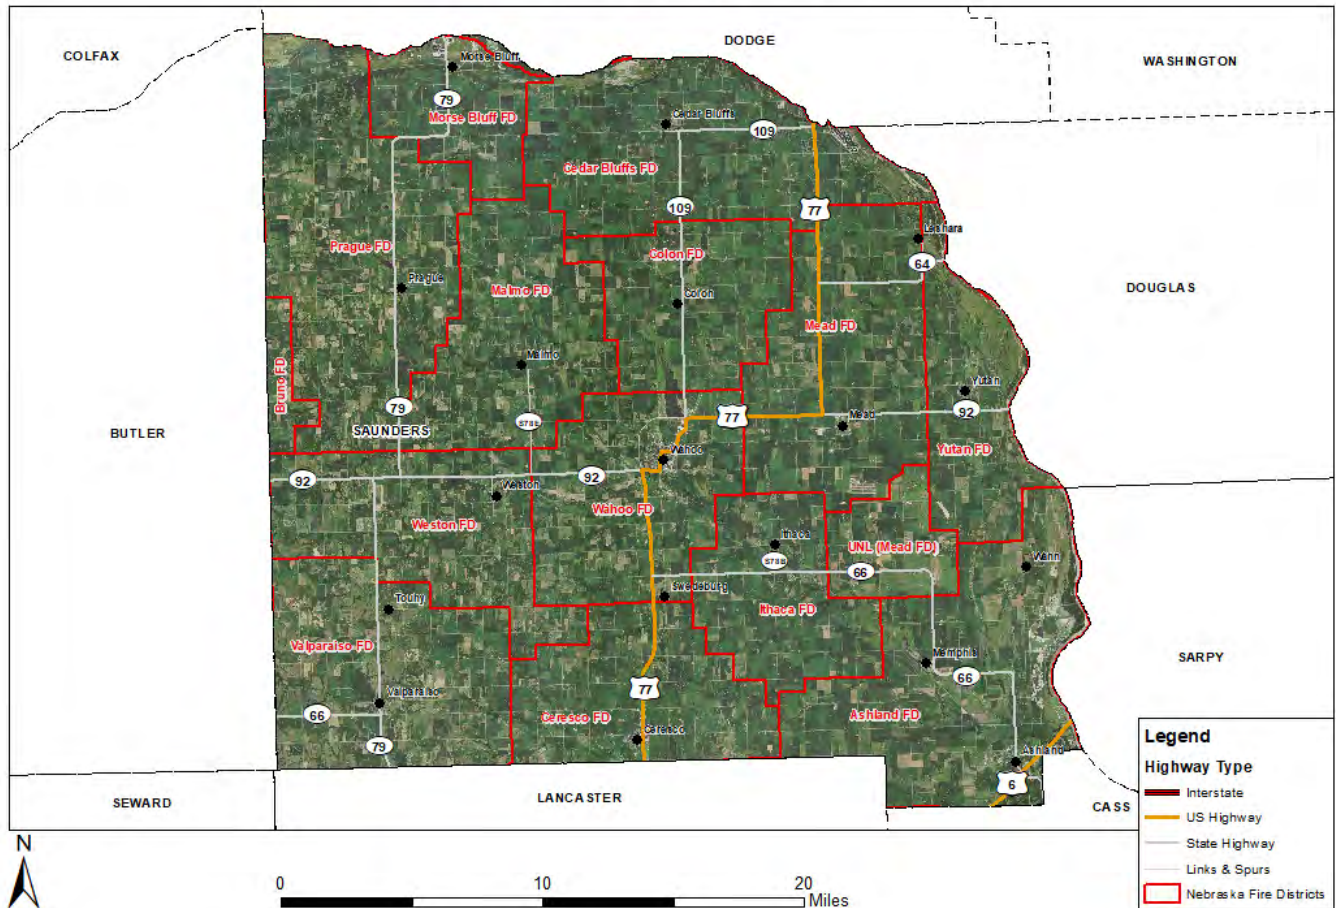 COLFAX
DODGE
WASHINGTON
Morse Bluff
79
Morse Bluff FD
Cedar Bluffs
109
Cedar Bluffs FD
109
77
Leshara
Prague FD
Colon FD
64
Prague
Malmo FD
Colon
DOUGLAS
Mead FD
Malmo
Bruno FD
Yutan
79
77
92
S78E
Mead
SAUNDERS
BUTLER
Yutan FD
Wahoo
92
92
Weston
Wahoo FD
Weston FD
Ithaca
UNL (Mead FD)
S78B
66
Wann
Swedeburg
Touhy
Ithaca FD
Valparaiso FD
Memphis
SARPY
66
77
Valparaiso
66
Ceresco FD
Ashland FD
79
Ceresco
Ashland
6
SEWARD
LANCASTER
CASS
Legend
Highway Type
Interstate
US Highway
State Highway
Links & Spurs
Nebraska Fire Districts
N
0 10 20
Miles